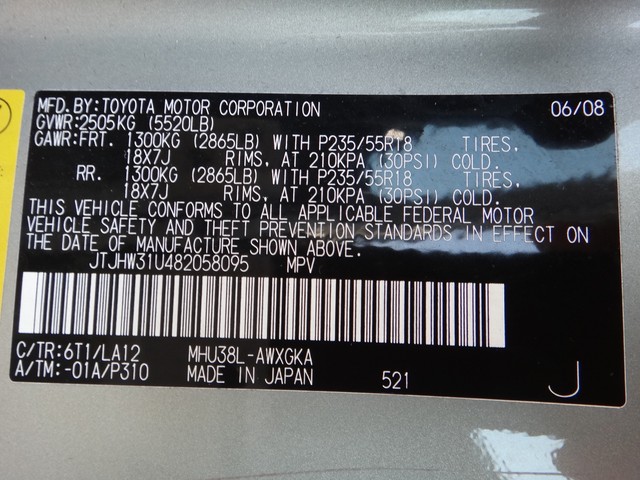 MFD. BY: TOYOTA MOTOR CORPORATION 06/08
GVWR: 2505KG (5520LB)
GAWR: FRT. 1300KG (2865LB) WITH P235/55R18 TIRES,
18X7J RIMS, AT 210KPA (30PSI) COLD.
RR. 1300KG (2865LB) WITH P235/55R18 TIRES,
18X7J RIMS, AT 210KPA (30PSI) COLD.
THIS VEHICLE CONFORMS TO ALL APPLICABLE FEDERAL MOTOR
VEHICLE SAFETY AND THEFT PREVENTION STANDARDS IN EFFECT ON
THE DATE OF MANUFACTURE SHOWN ABOVE.
JTJHW31U482058095 MPV
C/TR: 6T1/LA12 MHU38L-AWXGKA
A/TM: -01A/P310 MADE IN JAPAN 521 J